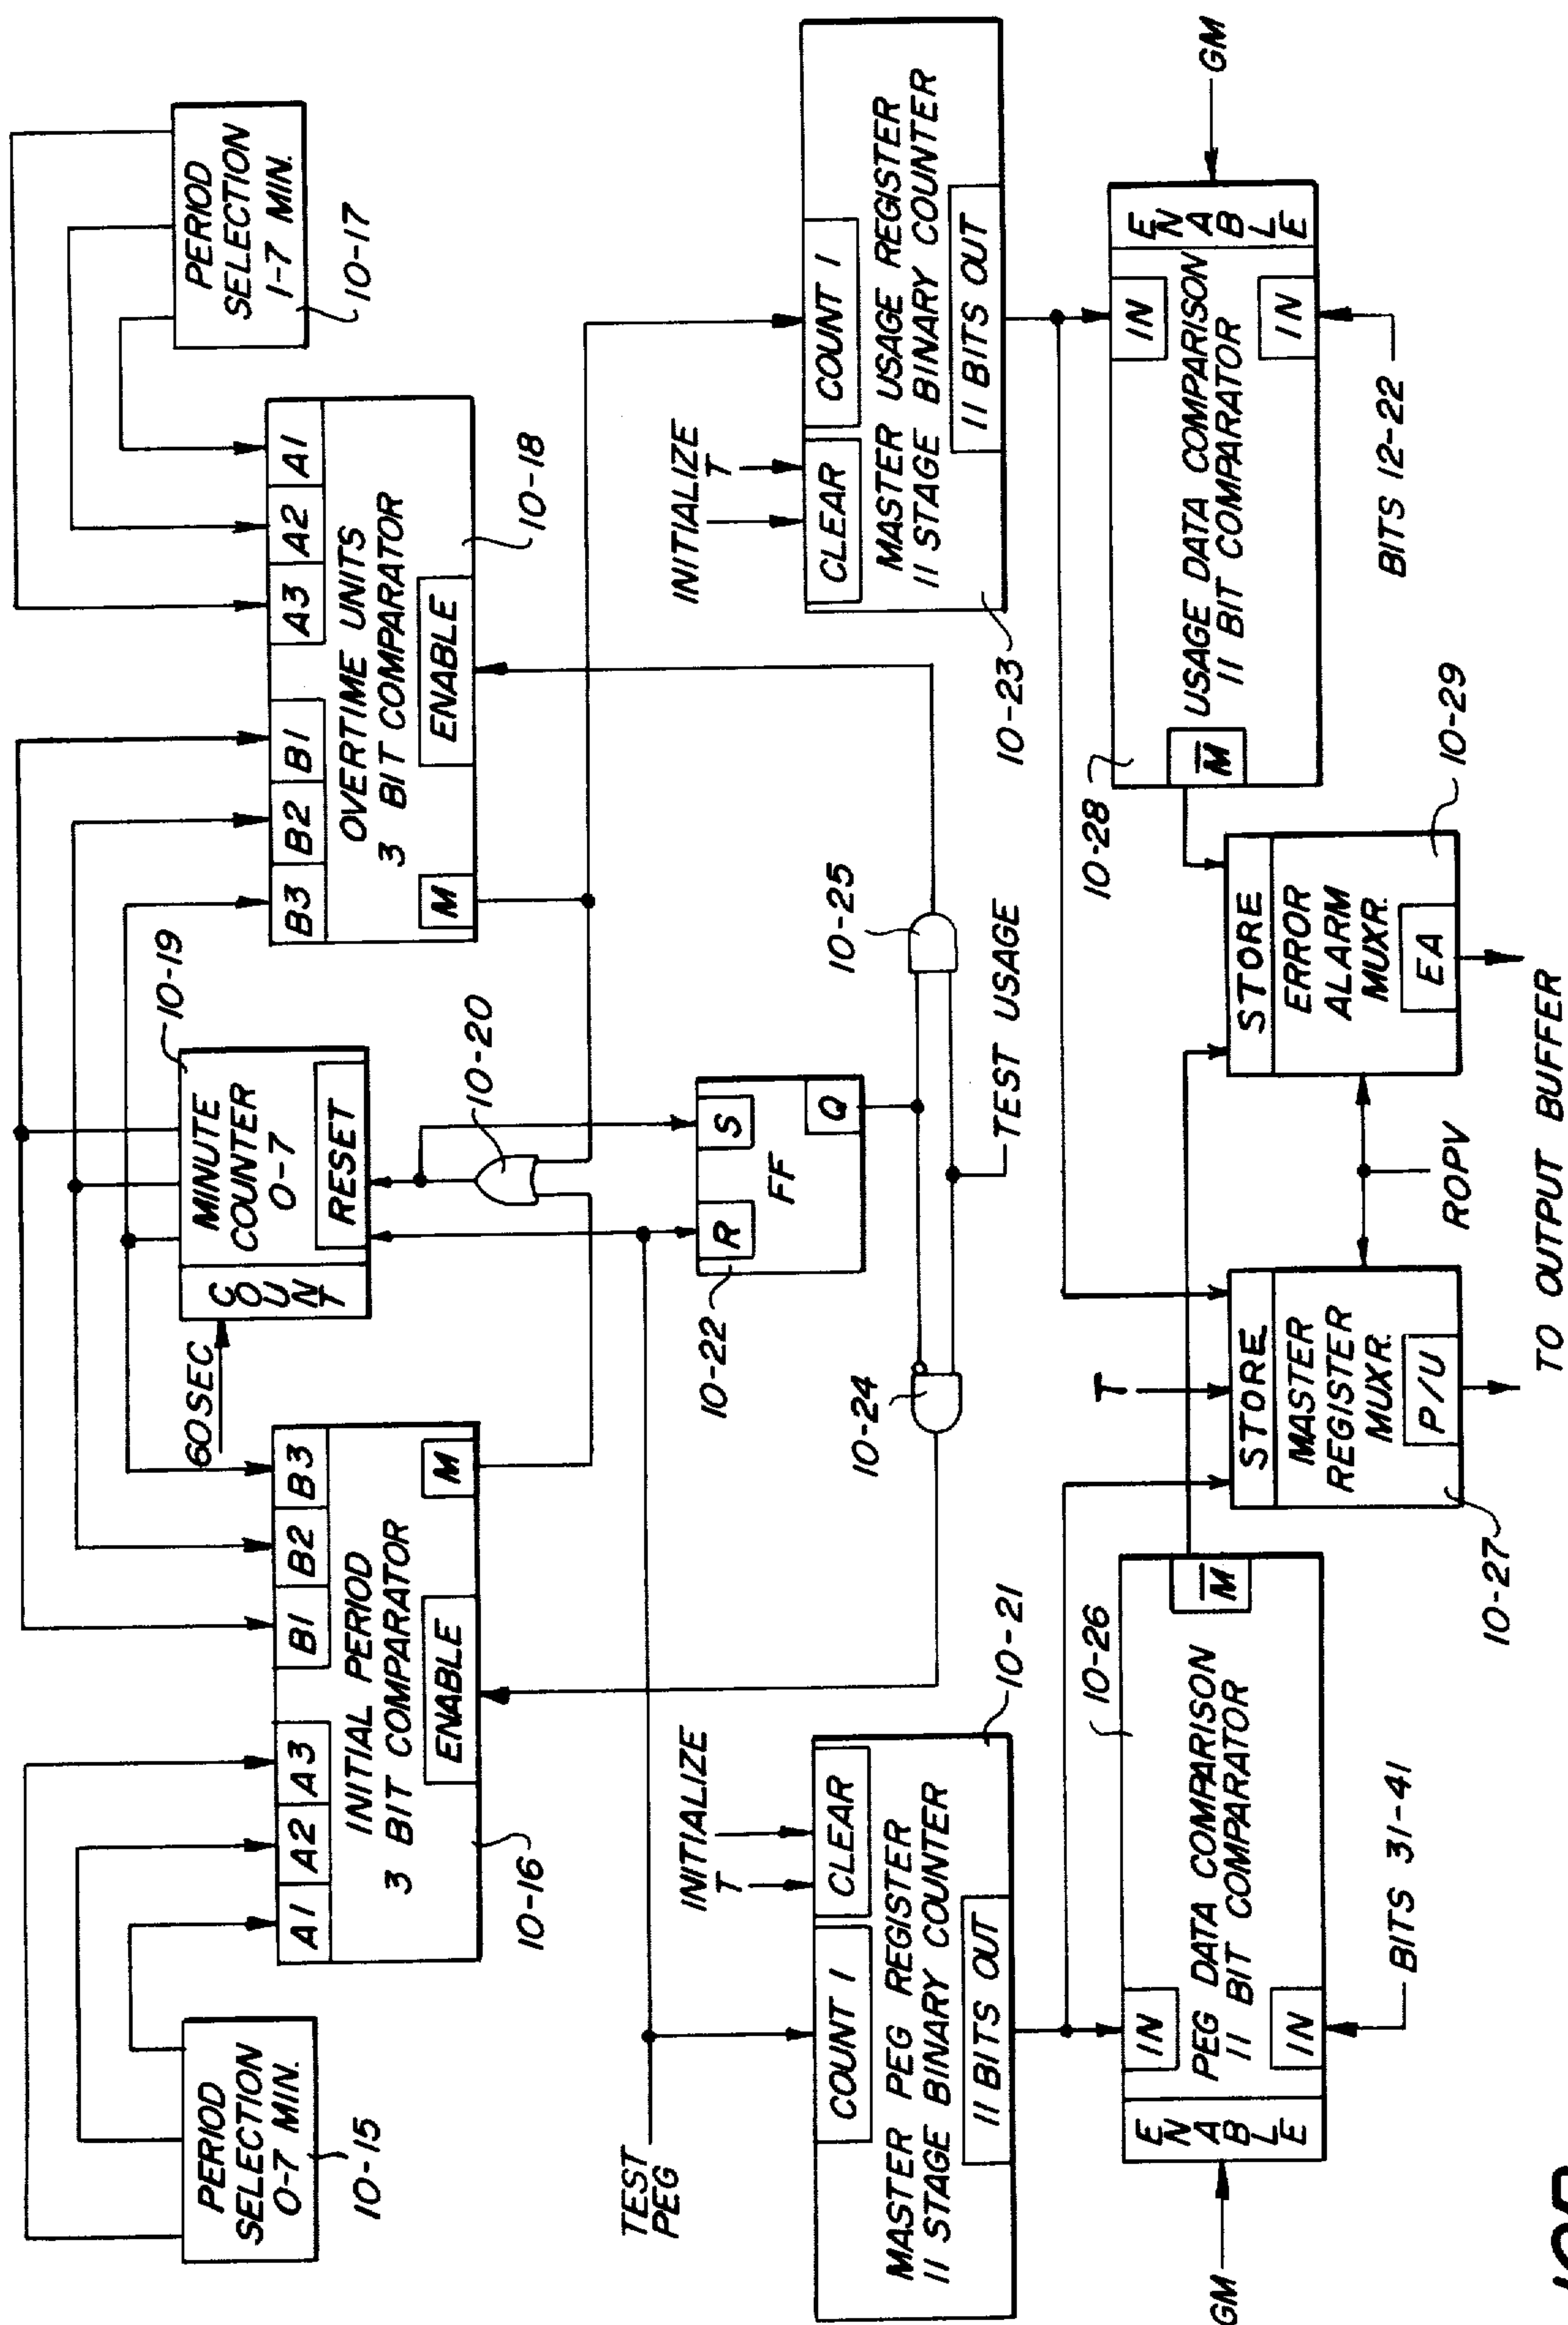 PERIOD
SELECTION
0-7 MIN.
10-15
A1 A2 A3 B1 B2 B3
INITIAL PERIOD
3 BIT COMPARATOR
ENABLE
M
10-16
60SEC
COUNT
MINUTE
COUNTER
0-7
RESET
10-19
10-20
B3 B2 B1 A3 A2 A1
OVERTIME UNITS
3 BIT COMPARATOR
M
ENABLE
10-18
PERIOD
SELECTION
1-7 MIN.
10-17
TEST
PEG
R
S
FF
Q
10-22
10-24
10-25
TEST USAGE
INITIALIZE
T
COUNT 1
CLEAR
MASTER PEG REGISTER
11 STAGE BINARY COUNTER
11 BITS OUT
10-21
INITIALIZE
T
CLEAR
COUNT 1
MASTER USAGE REGISTER
11 STAGE BINARY COUNTER
11 BITS OUT
10-23
GM
ENABLE
IN
PEG DATA COMPARISON
11 BIT COMPARATOR
IN
M̅
10-26
BITS 31-41
T
STORE
MASTER
REGISTER
MUXR.
P/U
10-27
ROPV
STORE
ERROR
ALARM
MUXR.
EA
10-29
TO OUTPUT BUFFER
M̅
USAGE DATA COMPARISON
11 BIT COMPARATOR
IN
IN
ENABLE
GM
10-28
BITS 12-22